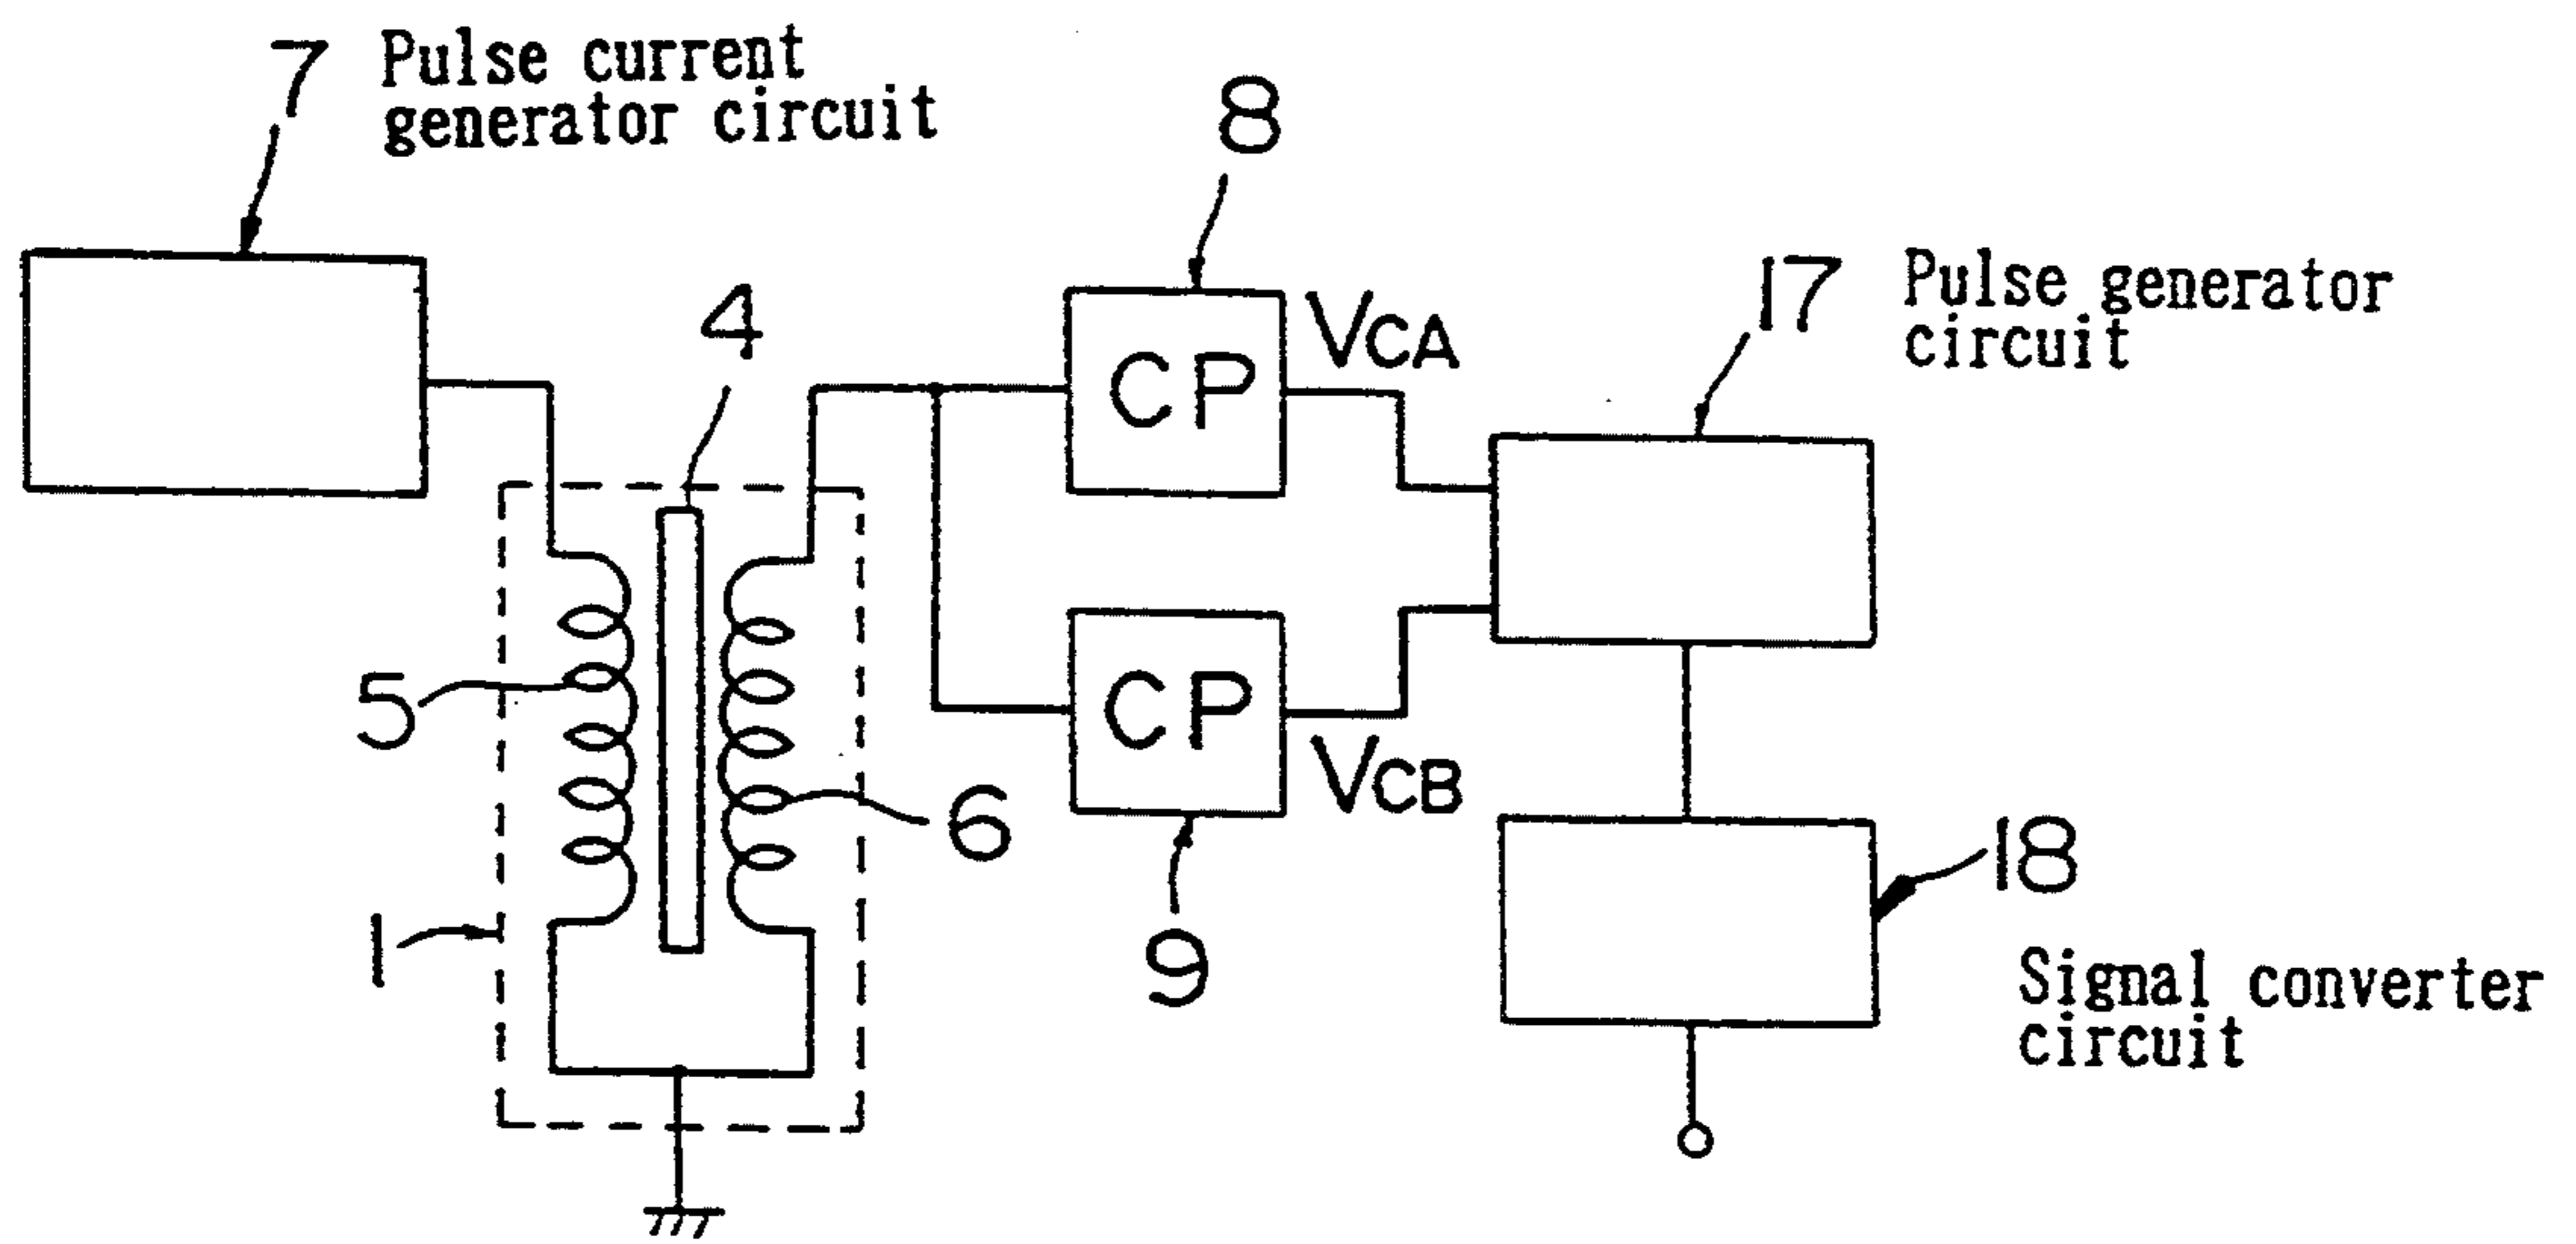 7 Pulse current
generator circuit
8
17 Pulse generator
circuit
4
CP
VCA
5
CP
VCB
6
1
9
18
Signal converter
circuit